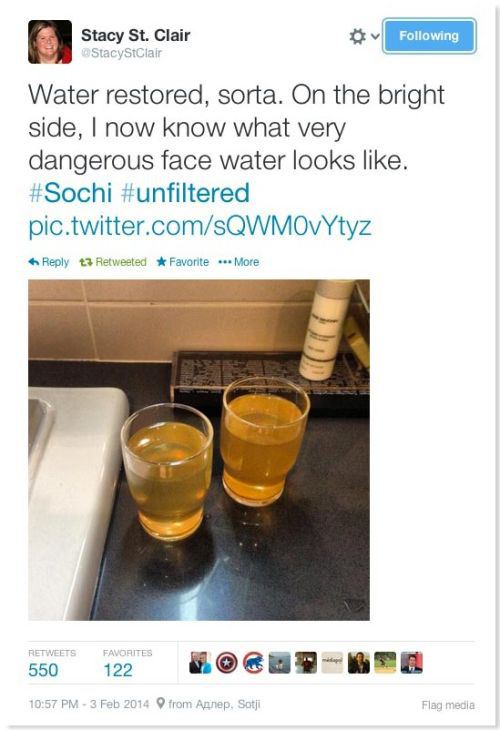 Stacy St. Clair
@StacyStClair
Following
Water restored, sorta. On the bright
side, I now know what very
dangerous face water looks like.
#Sochi #unfiltered
pic.twitter.com/sQWM0vYtyz
Reply Retweeted Favorite More
RETWEETS FAVORITES
550 122
10:57 PM - 3 Feb 2014 from Адлер, Sotji
Flag media